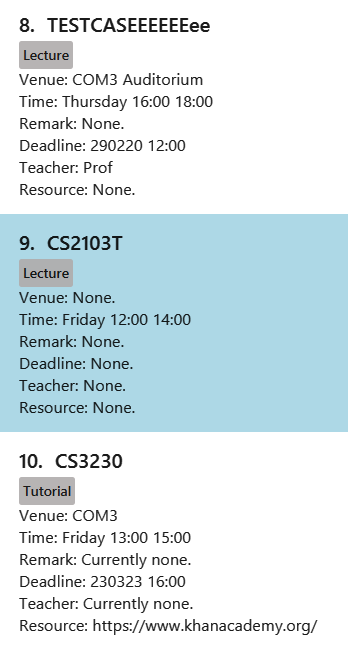 8. TESTCASEEEEEEee
Lecture
Venue: COM3 Auditorium
Time: Thursday 16:00 18:00
Remark: None.
Deadline: 290220 12:00
Teacher: Prof
Resource: None.
9. CS2103T
Lecture
Venue: None.
Time: Friday 12:00 14:00
Remark: None.
Deadline: None.
Teacher: None.
Resource: None.
10. CS3230
Tutorial
Venue: COM3
Time: Friday 13:00 15:00
Remark: Currently none.
Deadline: 230323 16:00
Teacher: Currently none.
Resource: https://www.khanacademy.org/